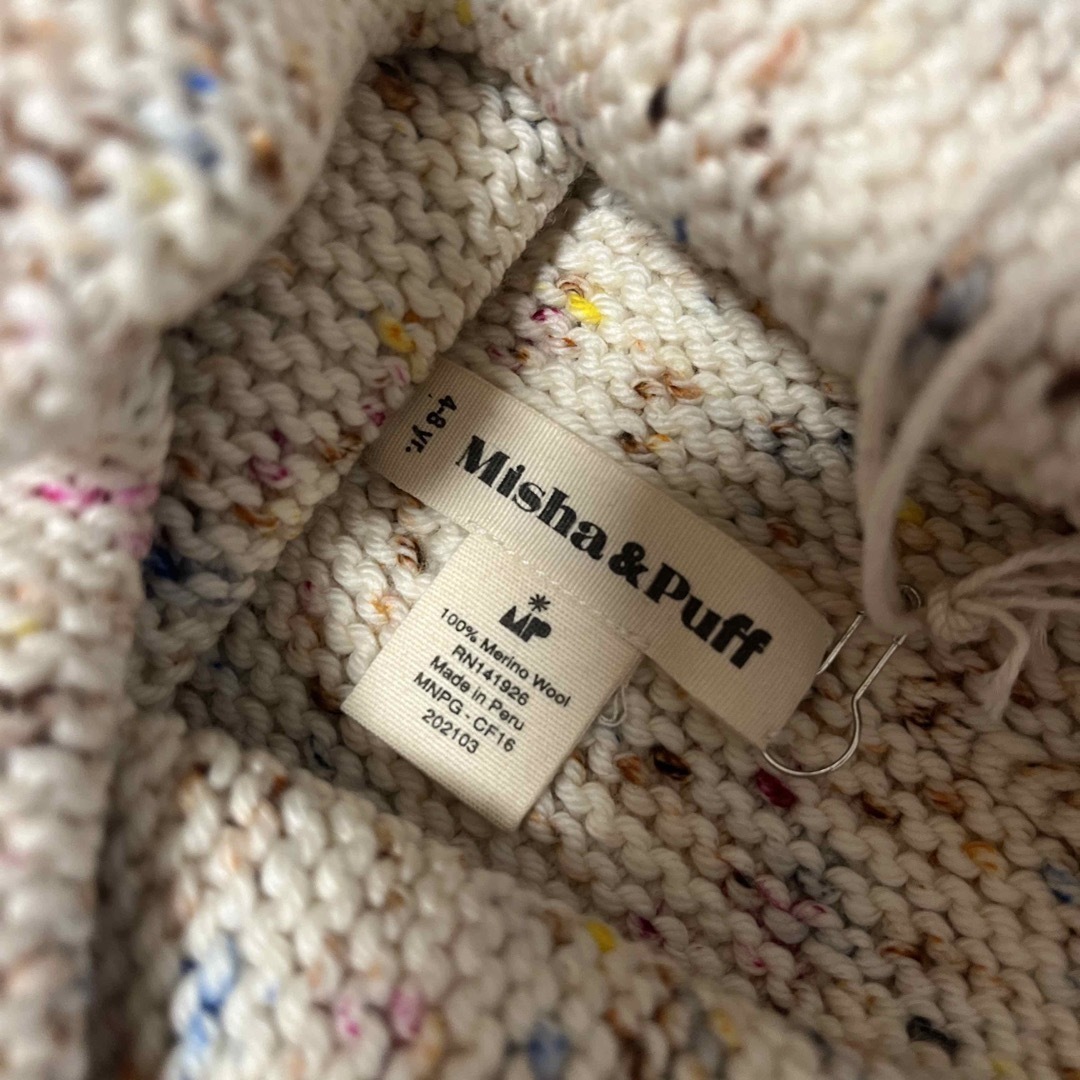 4-8 yr.
Misha&Puff
MP
100% Merino Wool
RN141926
Made in Peru
MNPG - CF16
202103